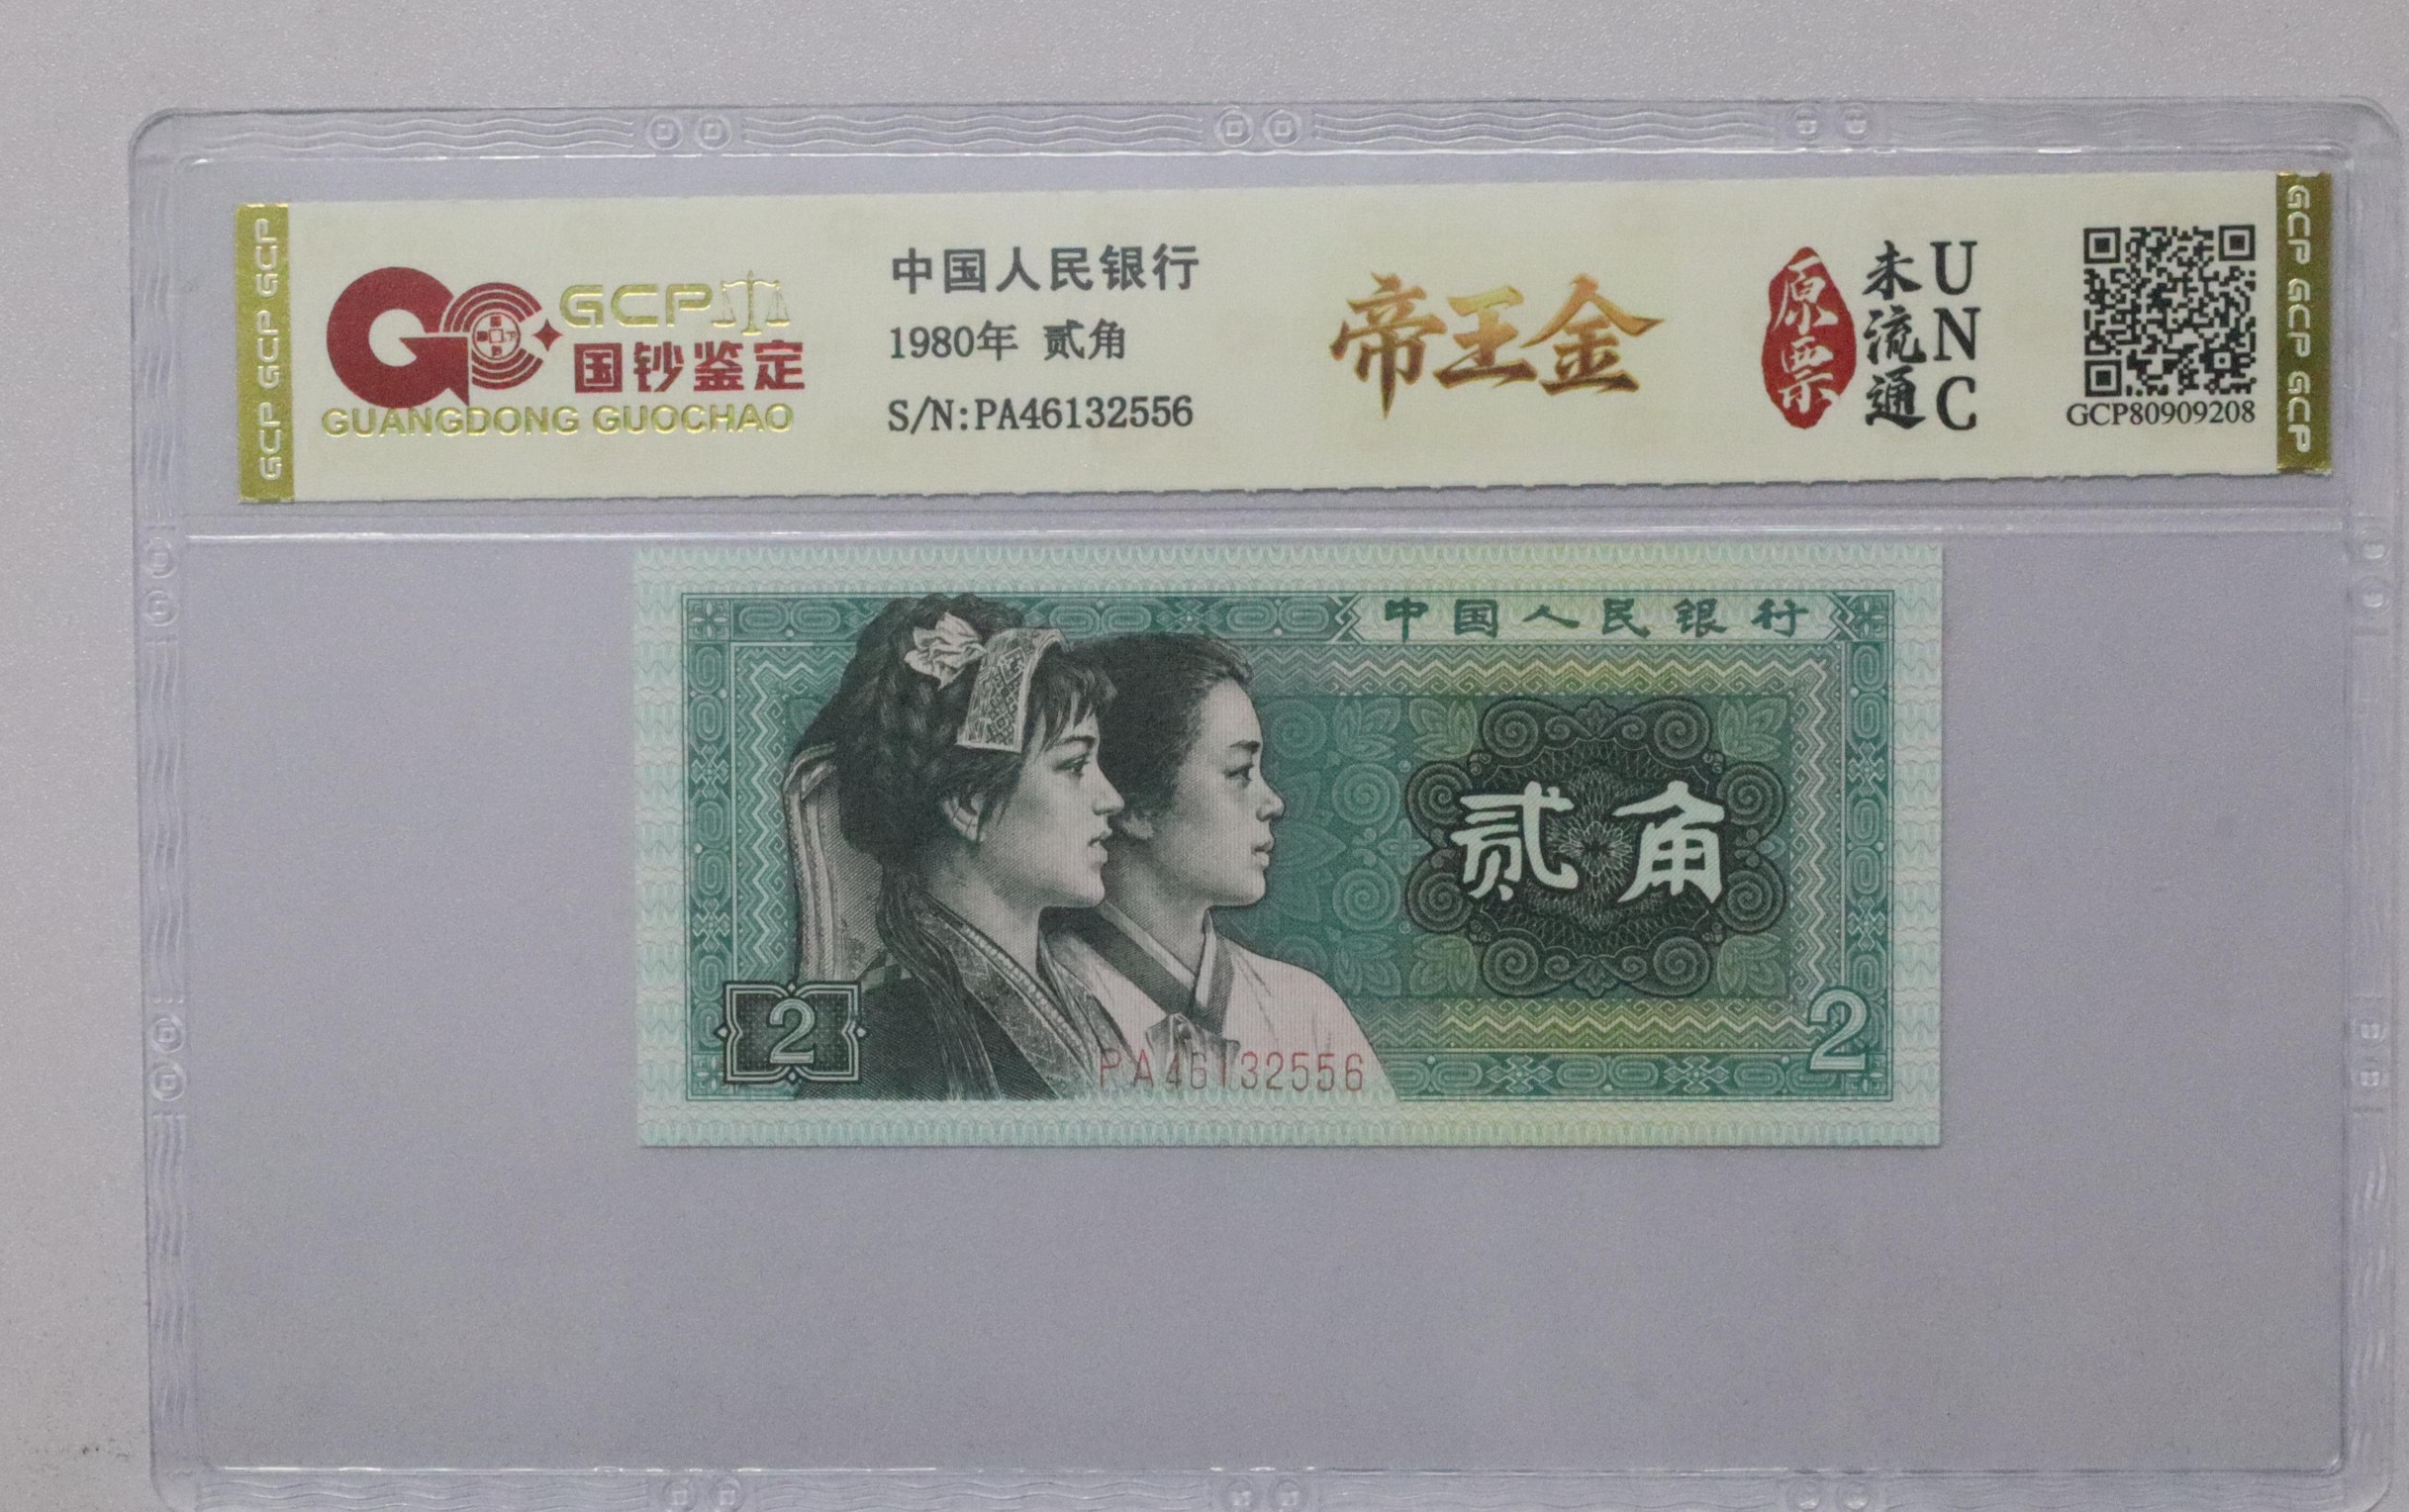 GCP GCP GCP
GCP
国钞鉴定
GUANGDONG GUOCHAO
中国人民银行
1980年 贰角
S/N:PA46132556
帝王金
原票
未流通
UNC
GCP80909208
GCP GCP GCP
中国人民银行
贰角
2
2
PA46132556